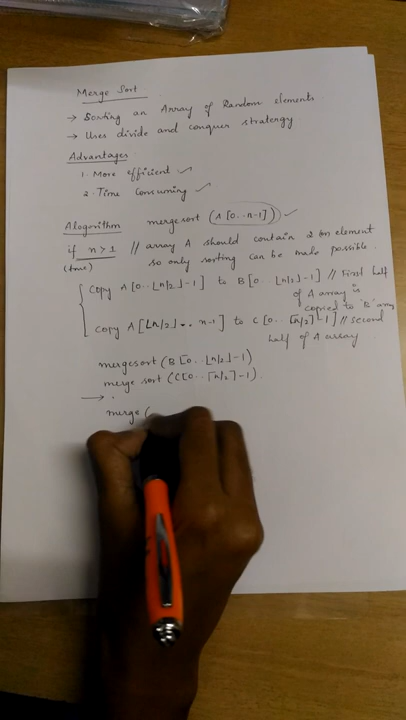 Merge Sort
→ Sorting an Array of Random elements
→ Uses divide and conquer stratergy
Advantages
1. More efficient ✓
2. Time Consuming ✓
Alogorithm mergesort (A[0..n-1]) ✓
if n>1 // array A should contain 2 or element
(true) so only sorting can be made possible.
Copy A[0..⌊n/2⌋-1] to B[0..⌊n/2⌋-1] // First half
of A array is
copied to 'B' array
Copy A[⌊n/2⌋..n-1] to C[0..⌈n/2⌉-1] // Second
half of A array
mergesort (B[0..⌊n/2⌋-1)
merge sort (C[0..⌈n/2⌉-1).
→ .
merge (